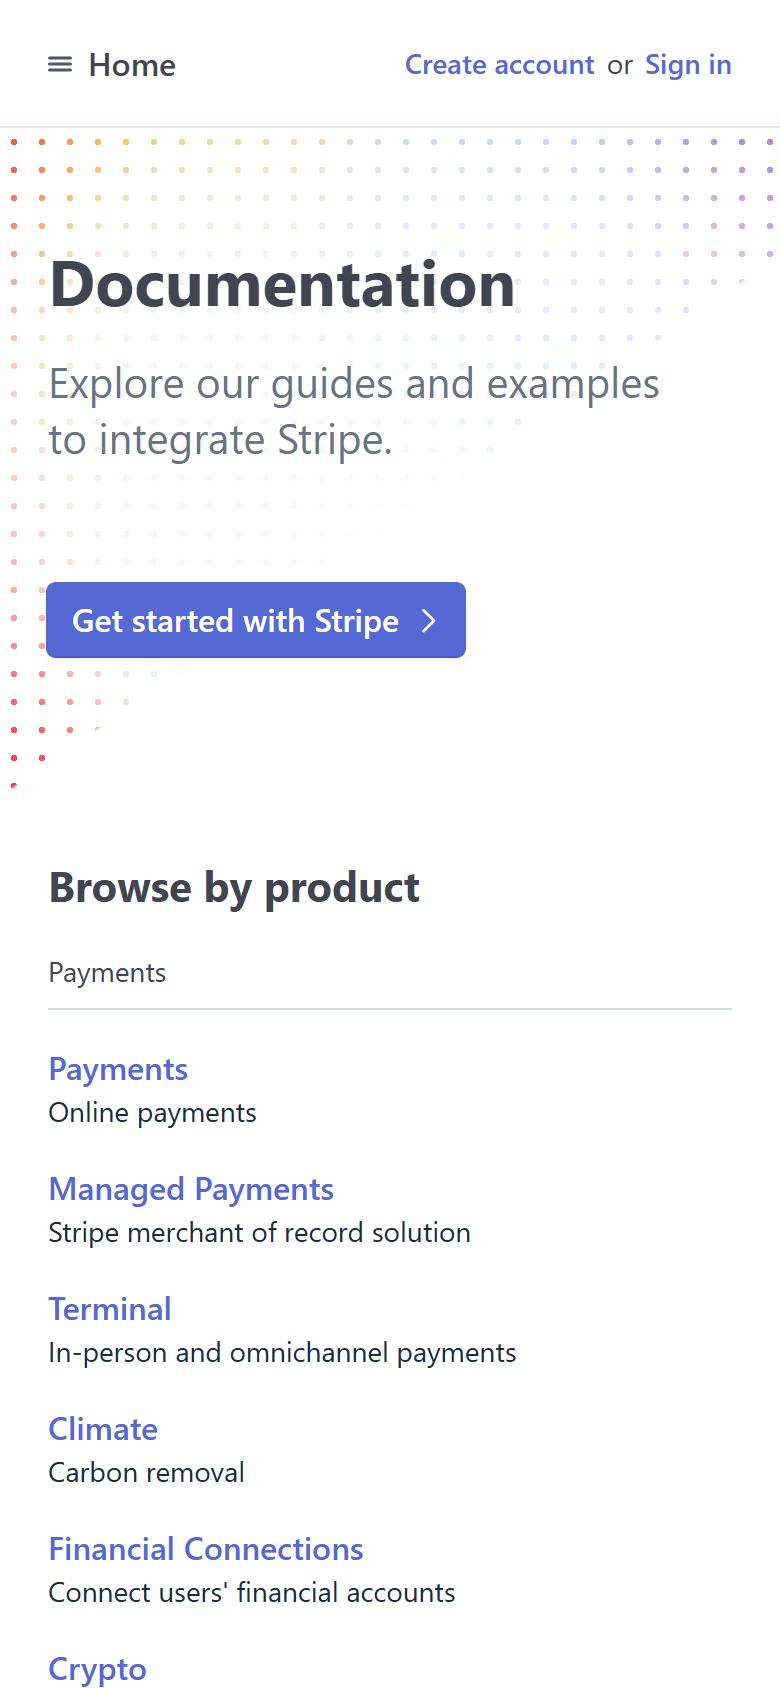 Home
Create account or Sign in
Documentation
Explore our guides and examples
to integrate Stripe.
Get started with Stripe
Browse by product
Payments
Payments
Online payments
Managed Payments
Stripe merchant of record solution
Terminal
In-person and omnichannel payments
Climate
Carbon removal
Financial Connections
Connect users' financial accounts
Crypto